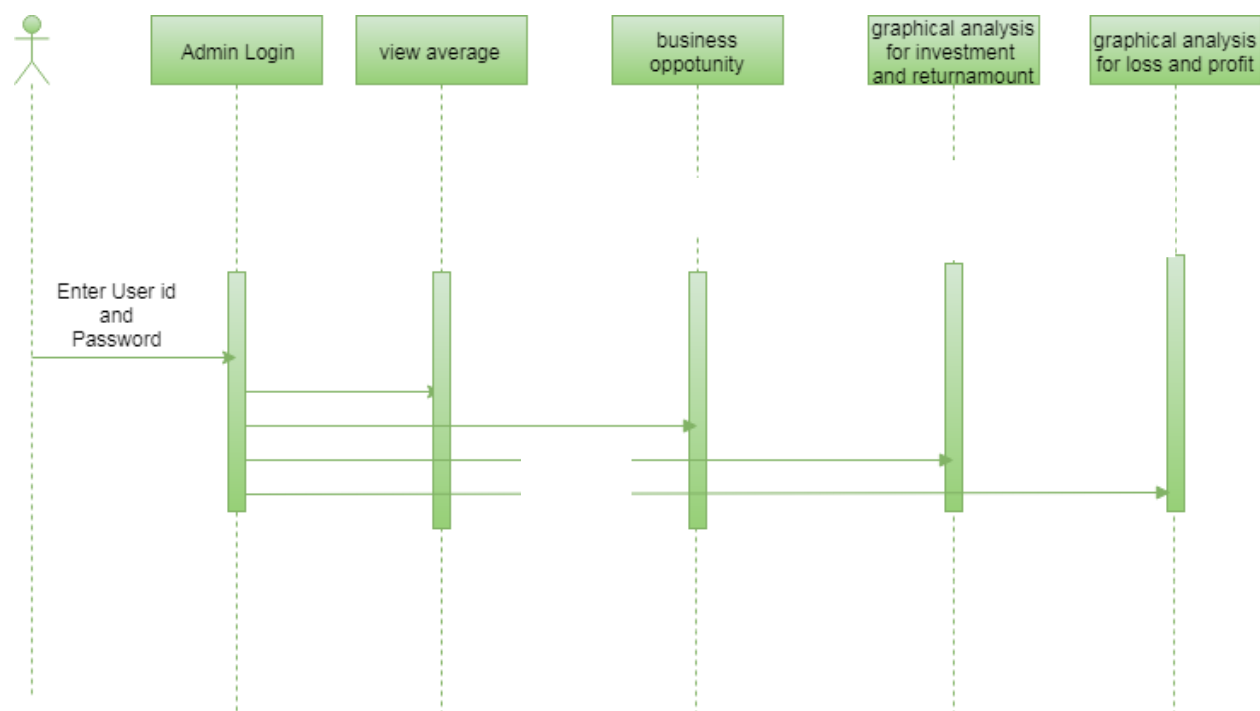 Admin Login
view average
business
oppotunity
graphical analysis
for investment
and returnamount
graphical analysis
for loss and profit
Enter User id
and
Password